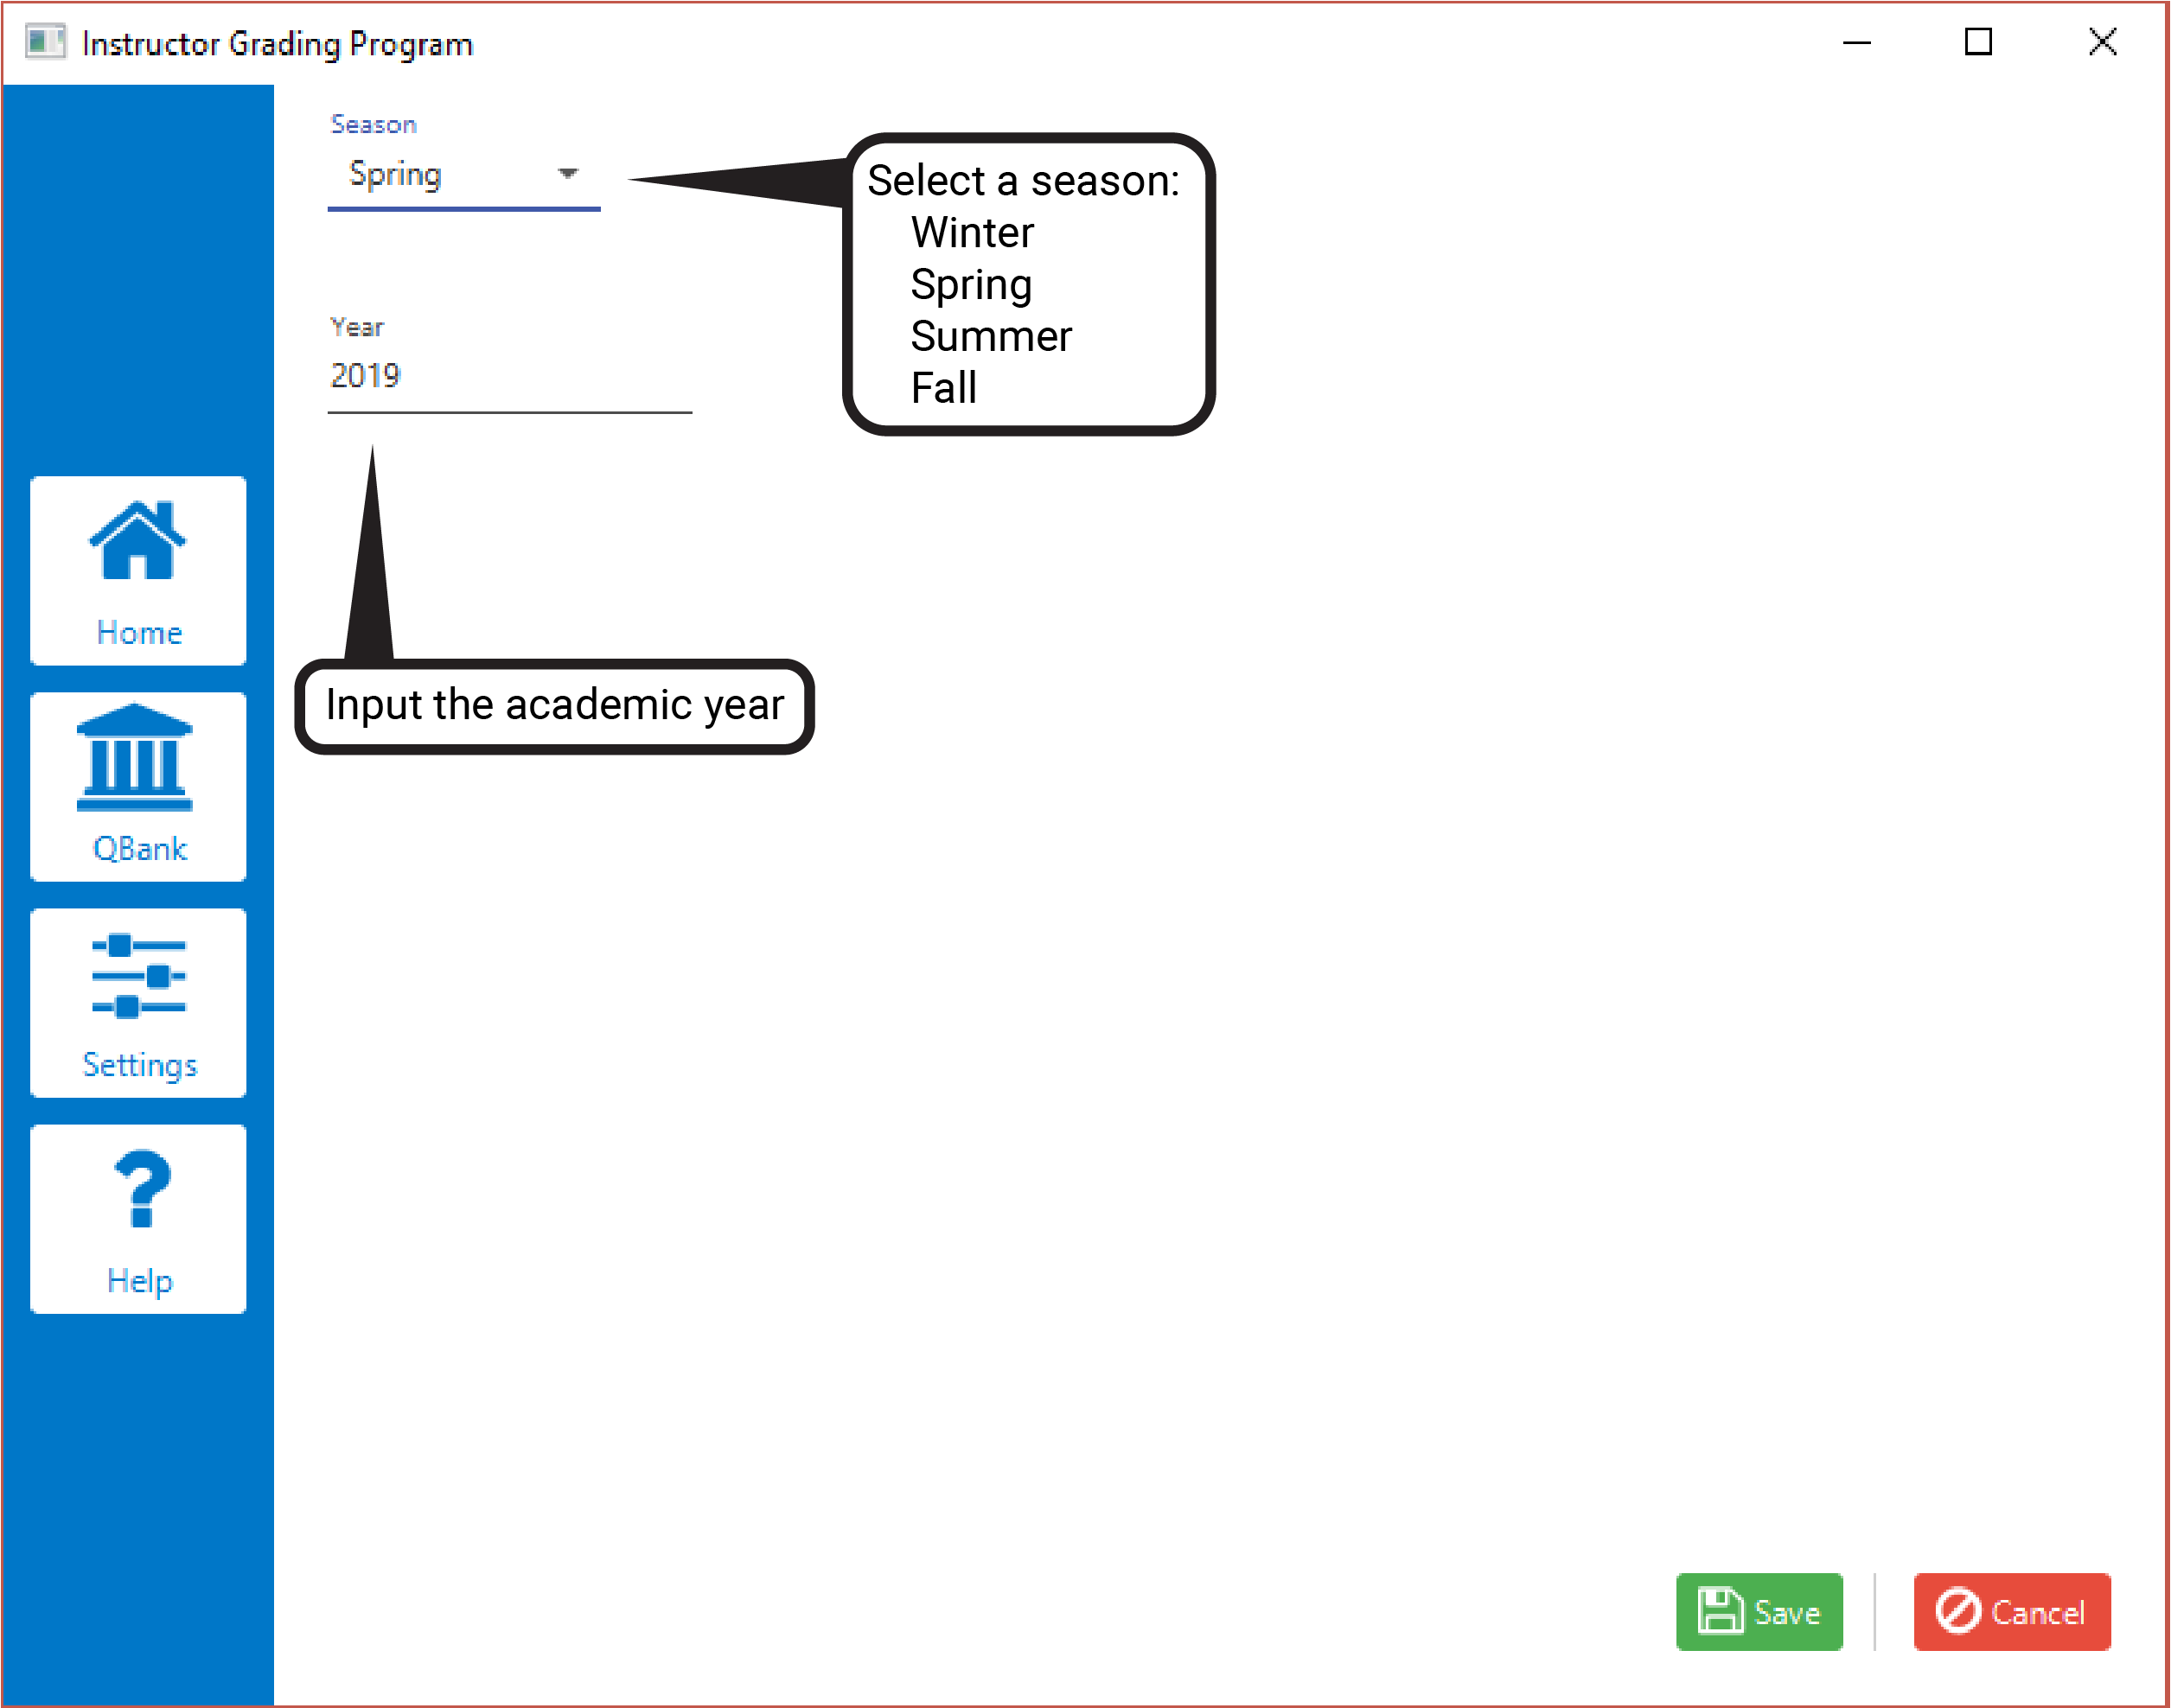 Instructor Grading Program
Season
Spring
Select a season:
Winter
Spring
Summer
Fall
Year
2019
Input the academic year
Home
QBank
Settings
Help
Save
Cancel